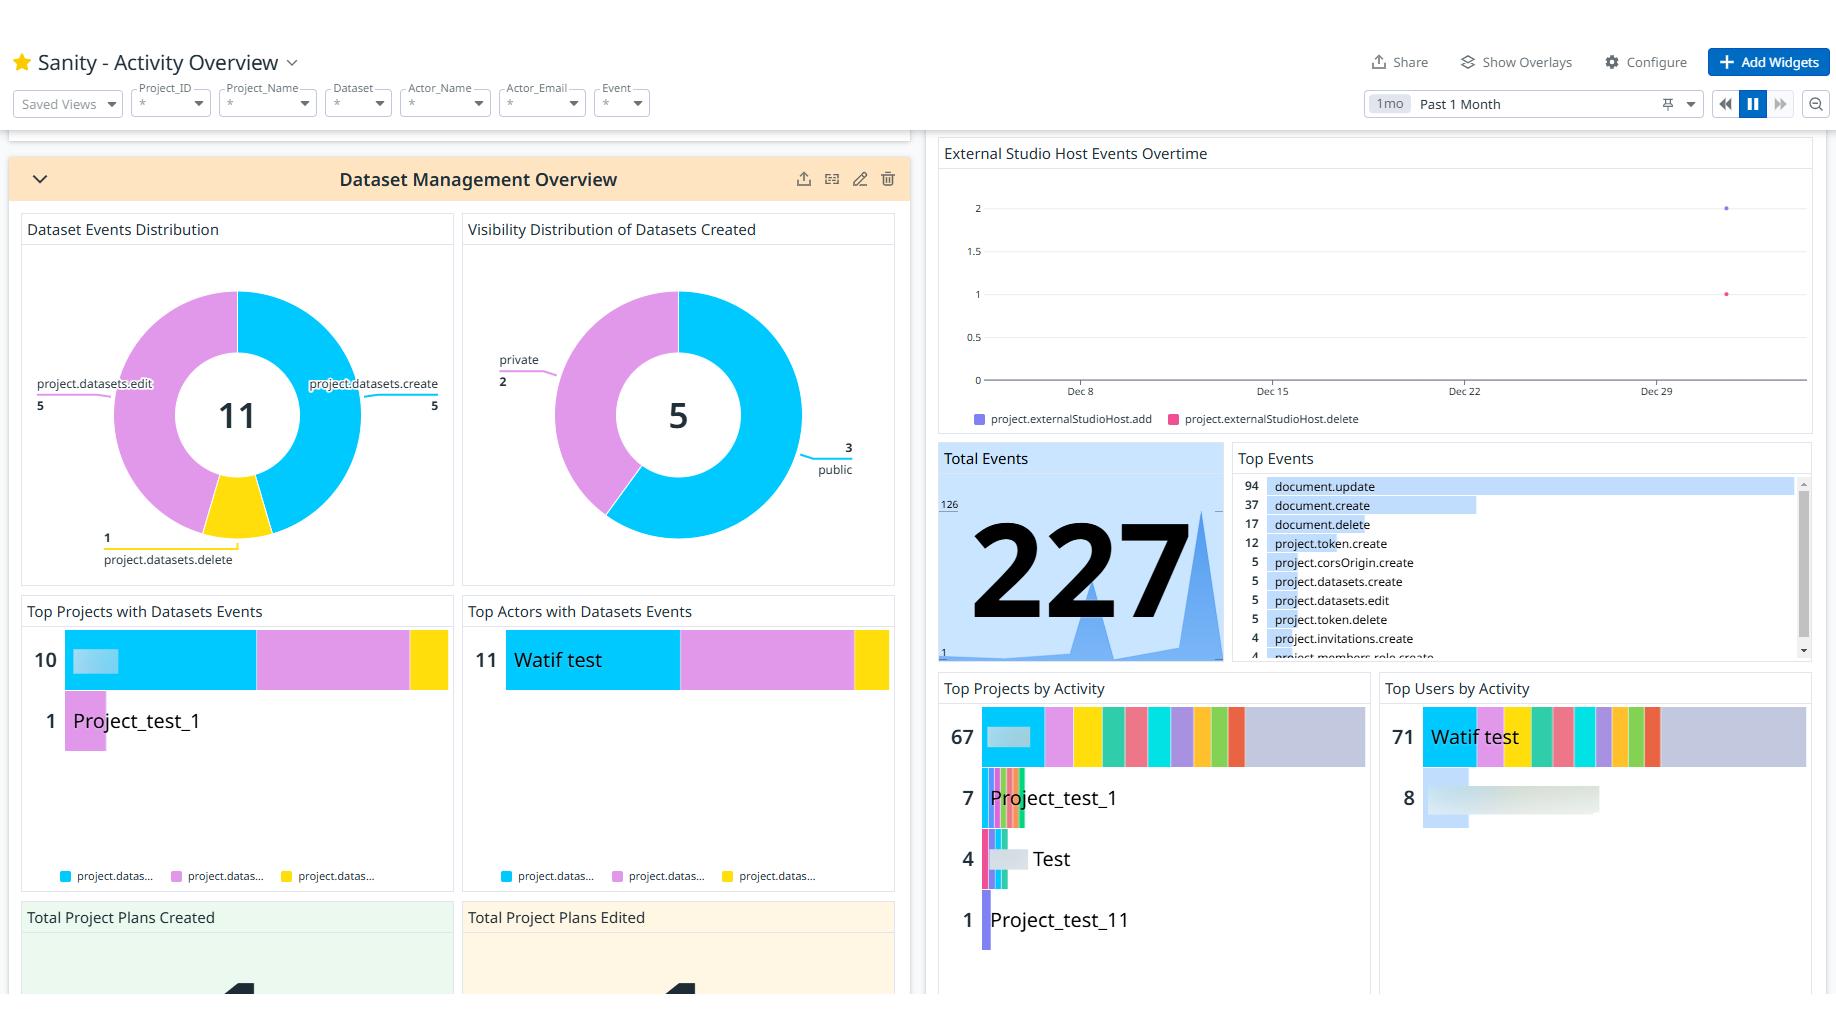 Sanity - Activity Overview
Share
Show Overlays
Configure
Add Widgets
Saved Views
Project_ID
*
Project_Name
*
Dataset
*
Actor_Name
*
Actor_Email
*
Event
*
1mo
Past 1 Month
Dataset Management Overview
Dataset Events Distribution
project.datasets.edit
5
11
project.datasets.create
5
1
project.datasets.delete
Visibility Distribution of Datasets Created
private
2
5
3
public
Top Projects with Datasets Events
10
1
Project_test_1
project.datas...
project.datas...
project.datas...
Top Actors with Datasets Events
11
Watif test
project.datas...
project.datas...
project.datas...
Total Project Plans Created
Total Project Plans Edited
External Studio Host Events Overtime
2
1.5
1
0.5
0
Dec 8
Dec 15
Dec 22
Dec 29
project.externalStudioHost.add
project.externalStudioHost.delete
Total Events
126
227
1
Top Events
94 document.update
37 document.create
17 document.delete
12 project.token.create
5 project.corsOrigin.create
5 project.datasets.create
5 project.datasets.edit
5 project.token.delete
4 project.invitations.create
4 project.members.role.create
Top Projects by Activity
67
7 Project_test_1
4 Test
1 Project_test_11
Top Users by Activity
71 Watif test
8